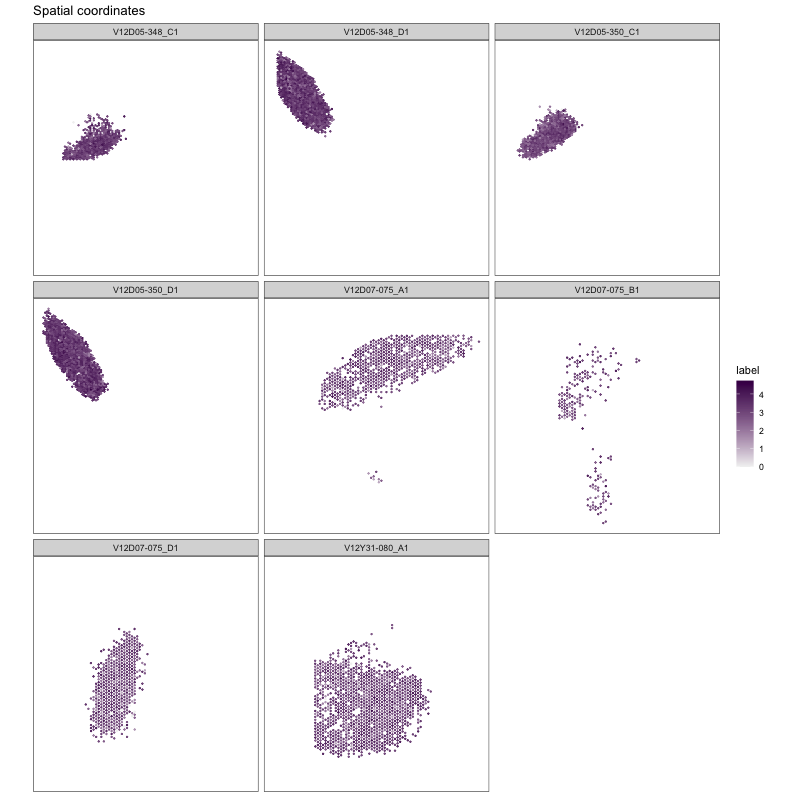 Spatial coordinates
V12D05-348_C1
V12D05-348_D1
V12D05-350_C1
V12D05-350_D1
V12D07-075_A1
V12D07-075_B1
label
4
3
2
1
0
V12D07-075_D1
V12Y31-080_A1